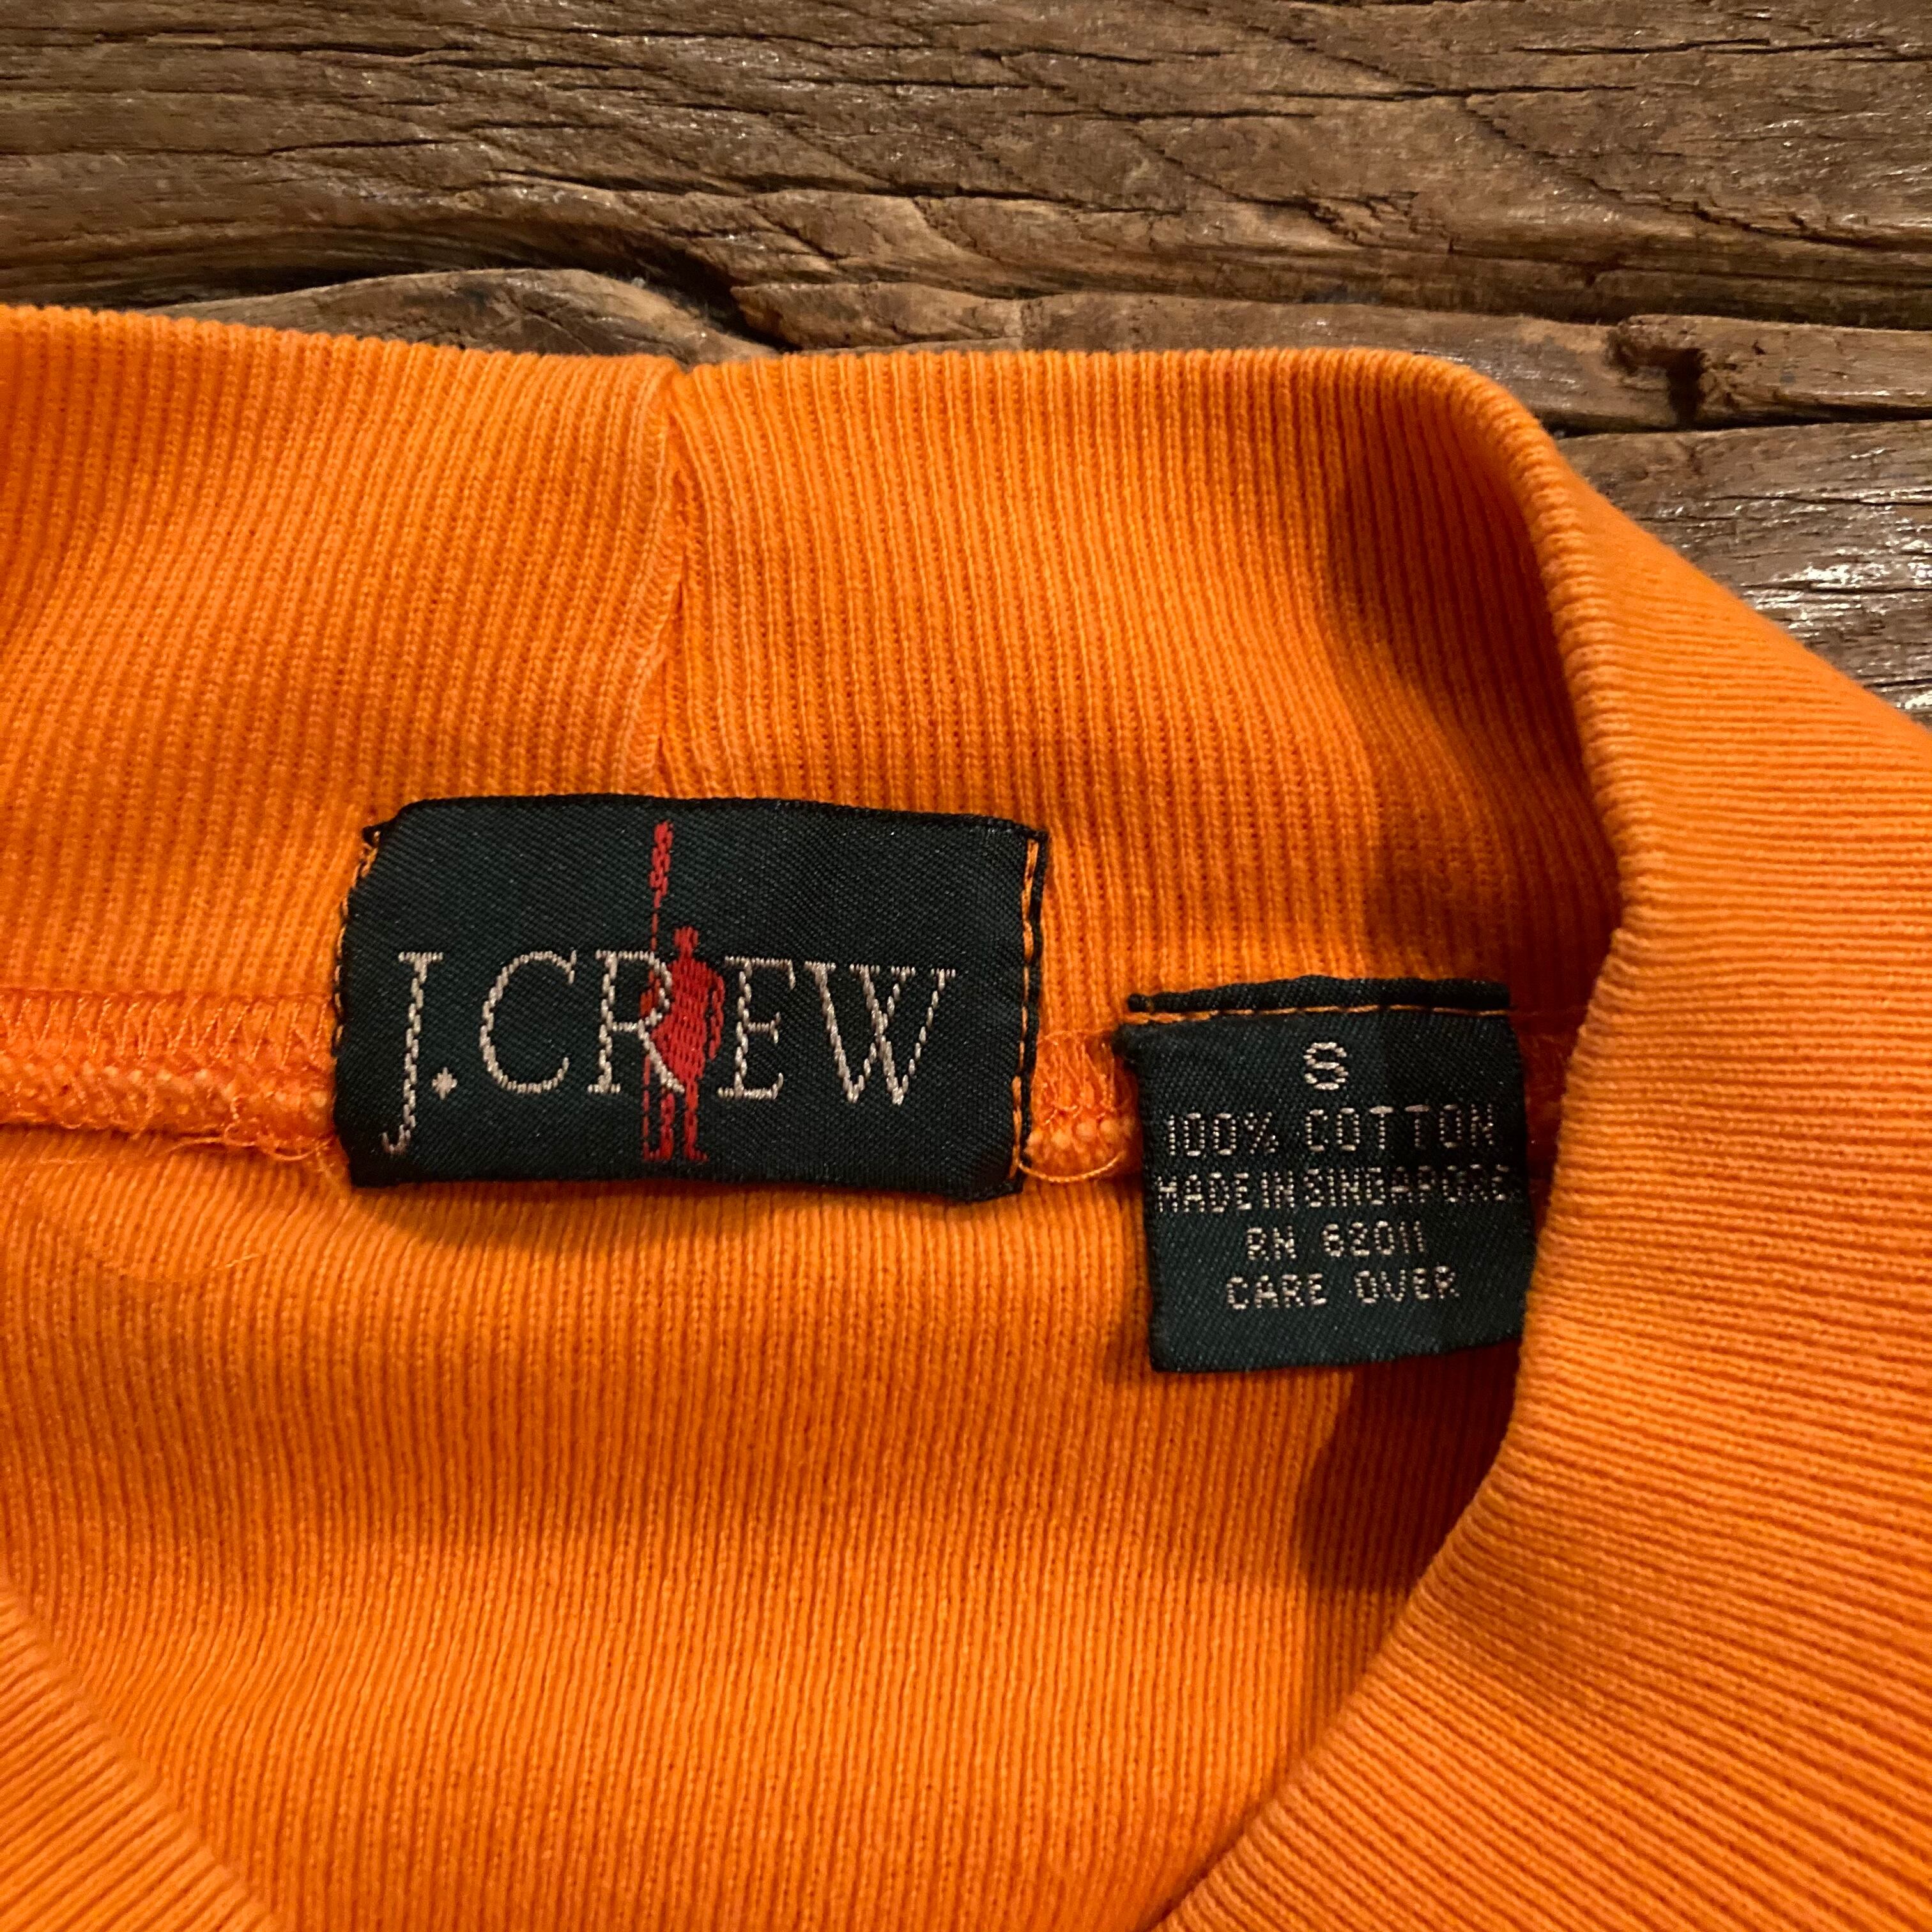 J.CREW
S
100% COTTON
MADE IN SINGAPORE
RN 62011
CARE OVER